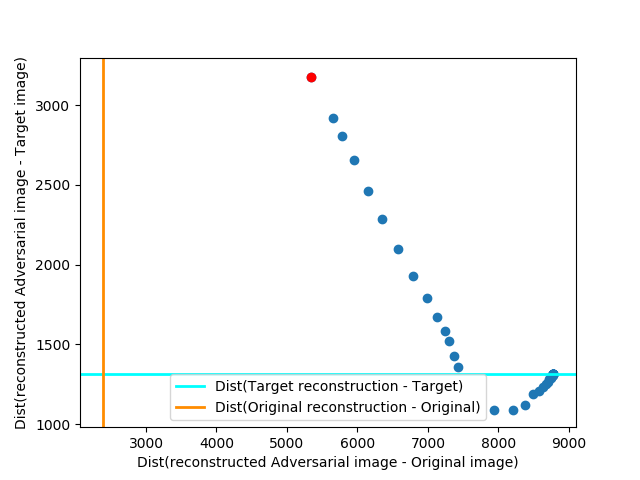 Dist(reconstructed Adversarial image - Target image)
3000
2500
2000
1500
1000
Dist(Target reconstruction - Target)
Dist(Original reconstruction - Original)
3000 4000 5000 6000 7000 8000 9000
Dist(reconstructed Adversarial image - Original image)